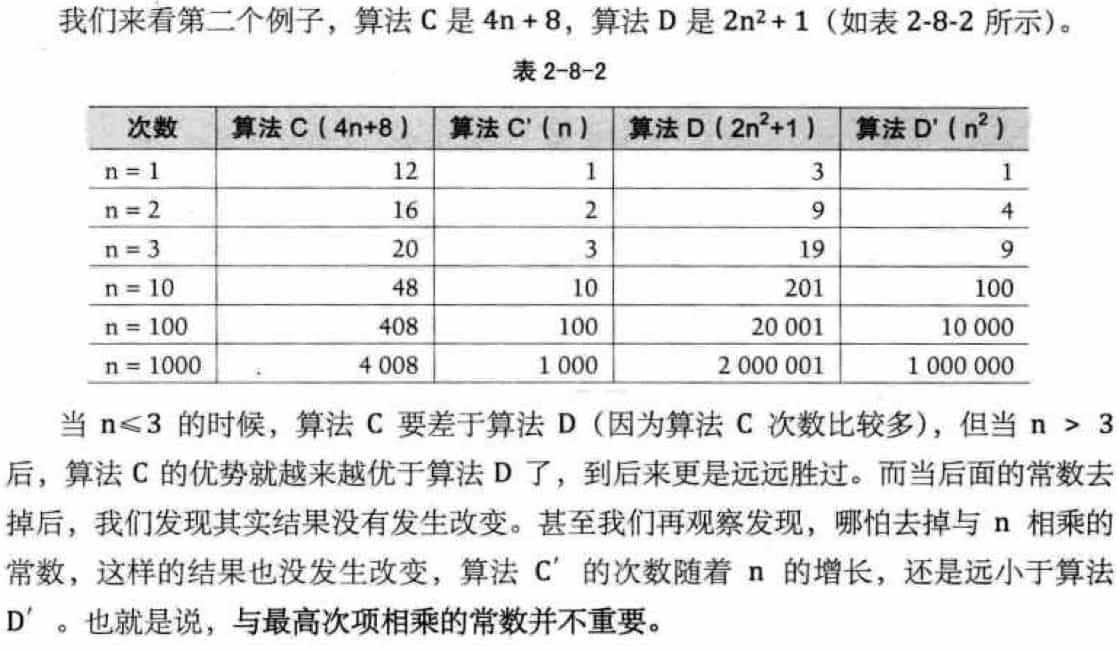 我们来看第二个例子，算法 C 是 4n + 8，算法 D 是 2n² + 1（如表 2-8-2 所示）。
表 2-8-2
次数 算法 C（4n+8） 算法 C'（n） 算法 D（2n²+1） 算法 D'（n²）
n = 1 12 1 3 1
n = 2 16 2 9 4
n = 3 20 3 19 9
n = 10 48 10 201 100
n = 100 408 100 20 001 10 000
n = 1000 4 008 1 000 2 000 001 1 000 000
当 n≤3 的时候，算法 C 要差于算法 D（因为算法 C 次数比较多），但当 n > 3
后，算法 C 的优势就越来越优于算法 D 了，到后来更是远远胜过。而当后面的常数去
掉后，我们发现其实结果没有发生改变。甚至我们再观察发现，哪怕去掉与 n 相乘的
常数，这样的结果也没发生改变，算法 C′ 的次数随着 n 的增长，还是远小于算法
D′ 。也就是说，与最高次项相乘的常数并不重要。